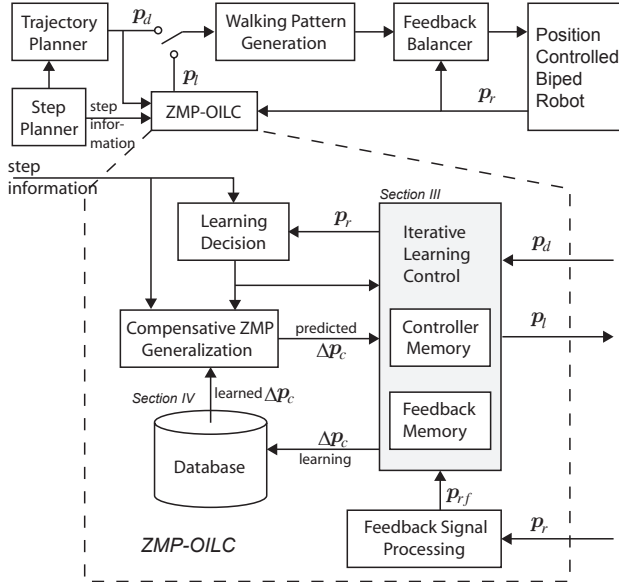 Trajectory
Planner
p_d
Walking Pattern
Generation
Feedback
Balancer
Position
Controlled
Biped
Robot
p_l
p_r
Step
Planner
step
infor-
mation
ZMP-OILC
step
information
Section III
Learning
Decision
p_r
Iterative
Learning
Control
p_d
Compensative ZMP
Generalization
predicted
Δp_c
Controller
Memory
p_l
Section IV
learned Δp_c
Feedback
Memory
Database
Δp_c
learning
p_rf
ZMP-OILC
Feedback Signal
Processing
p_r